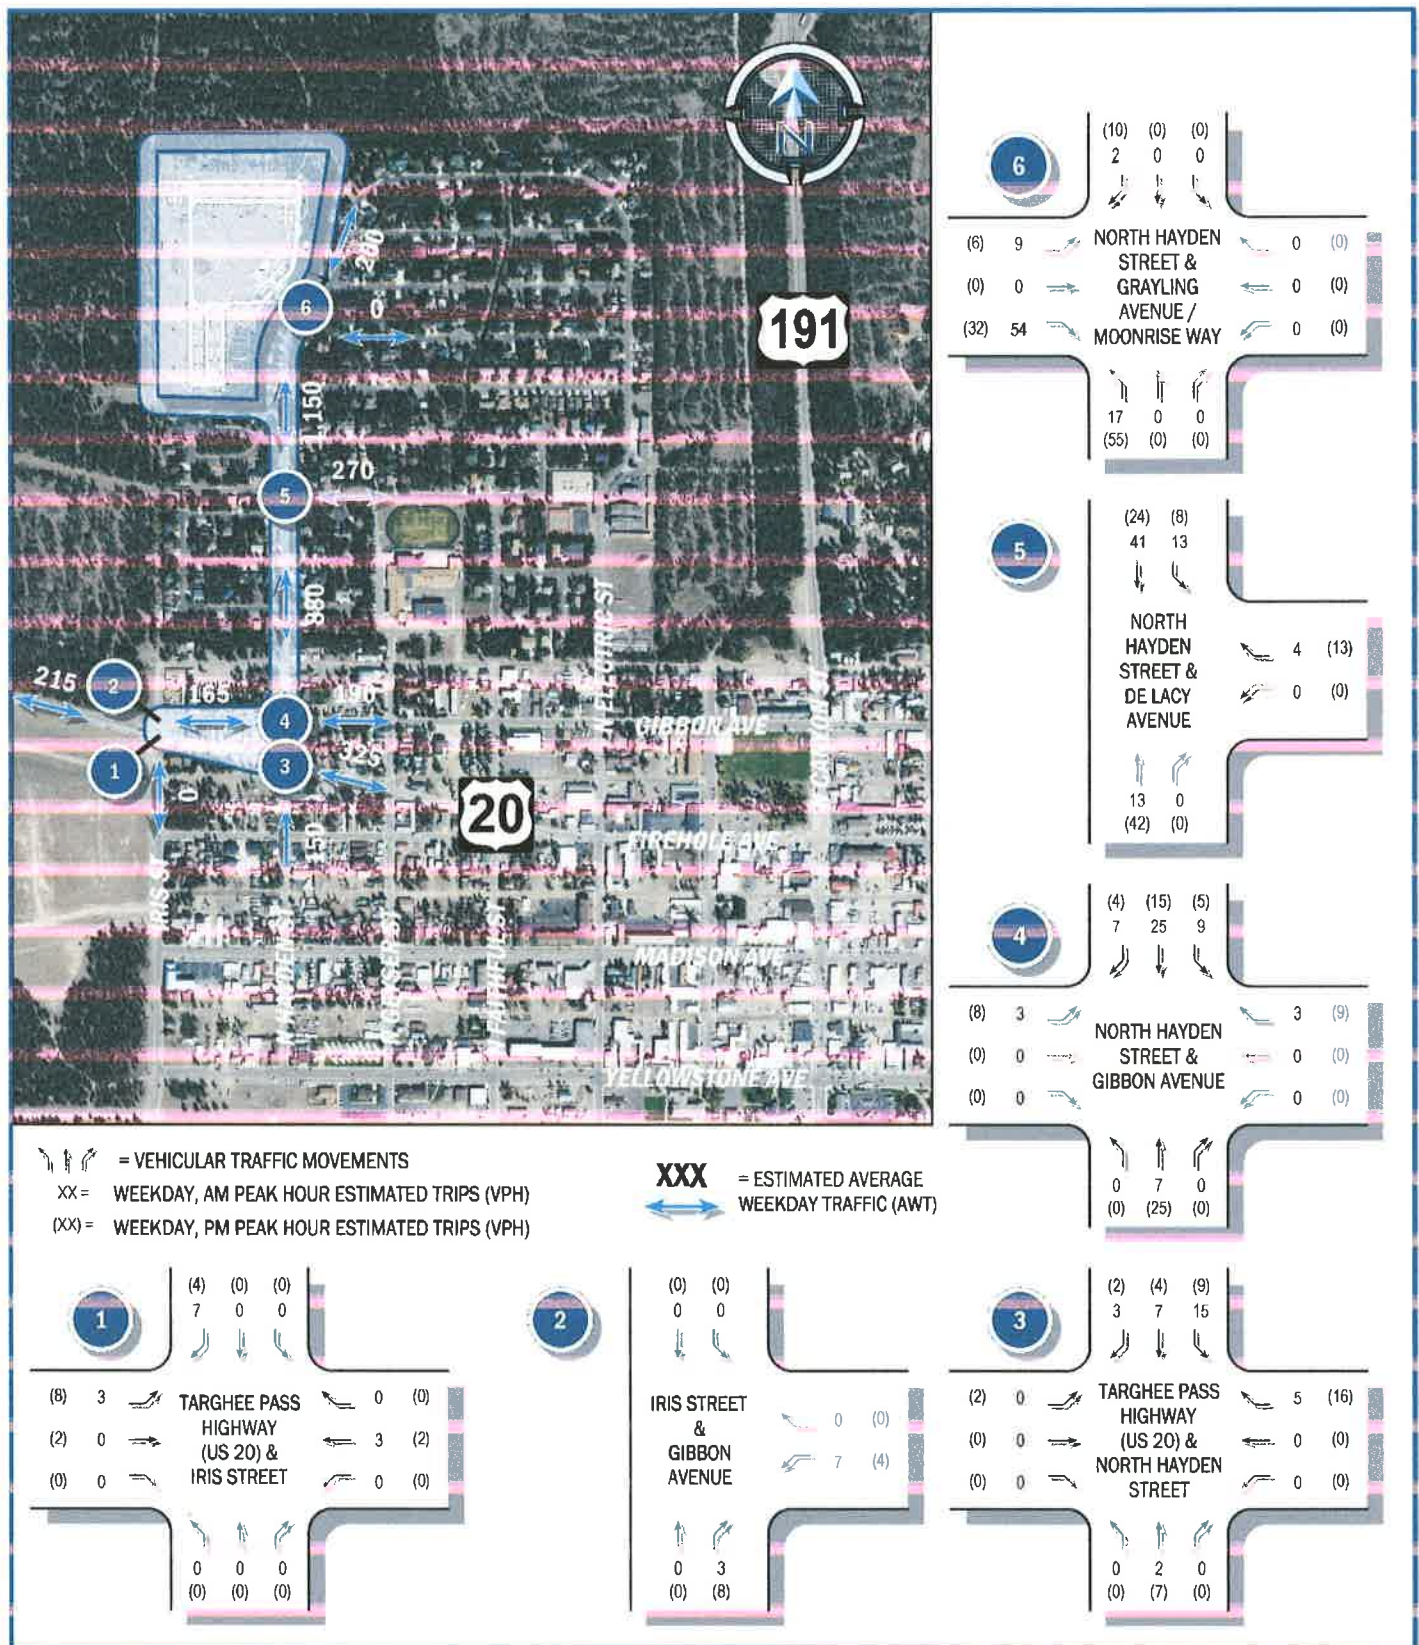 N
191
20
6
5
4
3
2
1
200
0
1,150
270
880
215
165
190
325
0
150
IRIS ST
N ELECTRIC ST
GIBBON AVE
FIREHOLE AVE
MADISON AVE
YELLOWSTONE AVE
= VEHICULAR TRAFFIC MOVEMENTS
XX = WEEKDAY, AM PEAK HOUR ESTIMATED TRIPS (VPH)
(XX) = WEEKDAY, PM PEAK HOUR ESTIMATED TRIPS (VPH)
XXX = ESTIMATED AVERAGE
WEEKDAY TRAFFIC (AWT)
6
(10) (0) (0)
2 0 0
(6) 9 NORTH HAYDEN 0 (0)
STREET &
(0) 0 GRAYLING 0 (0)
AVENUE /
(32) 54 MOONRISE WAY 0 (0)
17 0 0
(55) (0) (0)
5
(24) (8)
41 13
NORTH
HAYDEN 4 (13)
STREET &
DE LACY 0 (0)
AVENUE
13 0
(42) (0)
4
(4) (15) (5)
7 25 9
(8) 3 3 (9)
NORTH HAYDEN
(0) 0 STREET & 0 (0)
GIBBON AVENUE
(0) 0 0 (0)
0 7 0
(0) (25) (0)
1
(4) (0) (0)
7 0 0
(8) 3 TARGHEE PASS 0 (0)
HIGHWAY
(2) 0 (US 20) & 3 (2)
IRIS STREET
(0) 0 0 (0)
0 0 0
(0) (0) (0)
2
(0) (0)
0 0
IRIS STREET
& 0 (0)
GIBBON
AVENUE 7 (4)
0 3
(0) (8)
3
(2) (4) (9)
3 7 15
(2) 0 TARGHEE PASS 5 (16)
HIGHWAY
(0) 0 (US 20) & 0 (0)
NORTH HAYDEN
(0) 0 STREET 0 (0)
0 2 0
(0) (7) (0)